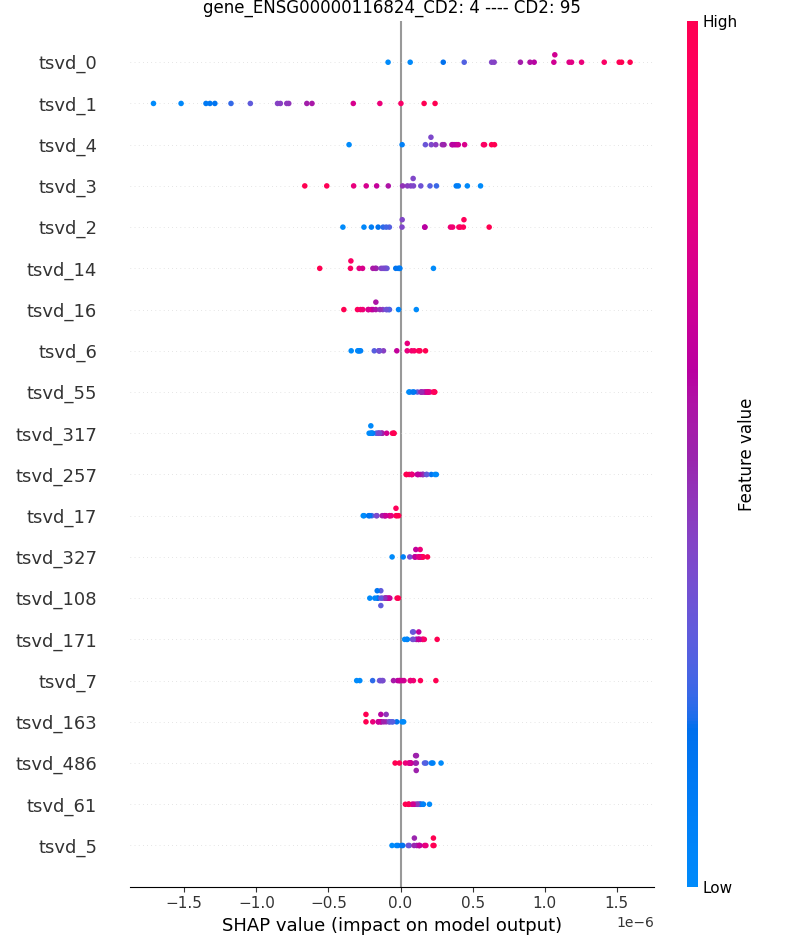 gene_ENSG00000116824_CD2: 4 ---- CD2: 95
High
tsvd_0
tsvd_1
tsvd_4
tsvd_3
tsvd_2
tsvd_14
tsvd_16
tsvd_6
tsvd_55
tsvd_317
tsvd_257
tsvd_17
tsvd_327
tsvd_108
tsvd_171
tsvd_7
tsvd_163
tsvd_486
tsvd_61
tsvd_5
Feature value
Low
−1.5 −1.0 −0.5 0.0 0.5 1.0 1.5
1e−6
SHAP value (impact on model output)